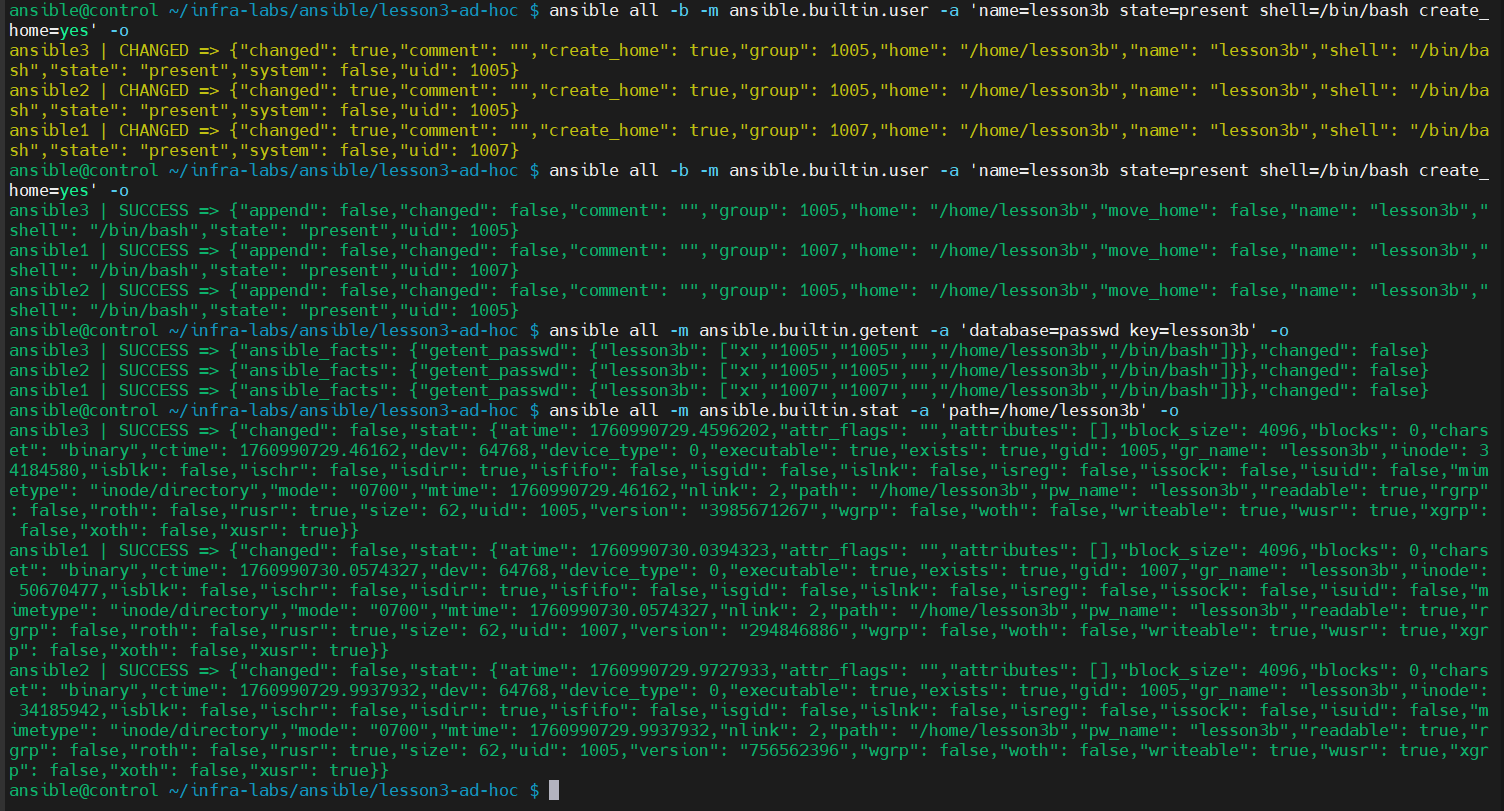 ansible@control ~/infra-labs/ansible/lesson3-ad-hoc $ ansible all -b -m ansible.builtin.user -a 'name=lesson3b state=present shell=/bin/bash create_
home=yes' -o
ansible3 | CHANGED => {"changed": true,"comment": "","create_home": true,"group": 1005,"home": "/home/lesson3b","name": "lesson3b","shell": "/bin/ba
sh","state": "present","system": false,"uid": 1005}
ansible2 | CHANGED => {"changed": true,"comment": "","create_home": true,"group": 1005,"home": "/home/lesson3b","name": "lesson3b","shell": "/bin/ba
sh","state": "present","system": false,"uid": 1005}
ansible1 | CHANGED => {"changed": true,"comment": "","create_home": true,"group": 1007,"home": "/home/lesson3b","name": "lesson3b","shell": "/bin/ba
sh","state": "present","system": false,"uid": 1007}
ansible@control ~/infra-labs/ansible/lesson3-ad-hoc $ ansible all -b -m ansible.builtin.user -a 'name=lesson3b state=present shell=/bin/bash create_
home=yes' -o
ansible3 | SUCCESS => {"append": false,"changed": false,"comment": "","group": 1005,"home": "/home/lesson3b","move_home": false,"name": "lesson3b","
shell": "/bin/bash","state": "present","uid": 1005}
ansible1 | SUCCESS => {"append": false,"changed": false,"comment": "","group": 1007,"home": "/home/lesson3b","move_home": false,"name": "lesson3b","
shell": "/bin/bash","state": "present","uid": 1007}
ansible2 | SUCCESS => {"append": false,"changed": false,"comment": "","group": 1005,"home": "/home/lesson3b","move_home": false,"name": "lesson3b","
shell": "/bin/bash","state": "present","uid": 1005}
ansible@control ~/infra-labs/ansible/lesson3-ad-hoc $ ansible all -m ansible.builtin.getent -a 'database=passwd key=lesson3b' -o
ansible3 | SUCCESS => {"ansible_facts": {"getent_passwd": {"lesson3b": ["x","1005","1005","","/home/lesson3b","/bin/bash"]}},"changed": false}
ansible2 | SUCCESS => {"ansible_facts": {"getent_passwd": {"lesson3b": ["x","1005","1005","","/home/lesson3b","/bin/bash"]}},"changed": false}
ansible1 | SUCCESS => {"ansible_facts": {"getent_passwd": {"lesson3b": ["x","1007","1007","","/home/lesson3b","/bin/bash"]}},"changed": false}
ansible@control ~/infra-labs/ansible/lesson3-ad-hoc $ ansible all -m ansible.builtin.stat -a 'path=/home/lesson3b' -o
ansible3 | SUCCESS => {"changed": false,"stat": {"atime": 1760990729.4596202,"attr_flags": "","attributes": [],"block_size": 4096,"blocks": 0,"chars
et": "binary","ctime": 1760990729.46162,"dev": 64768,"device_type": 0,"executable": true,"exists": true,"gid": 1005,"gr_name": "lesson3b","inode": 3
4184580,"isblk": false,"ischr": false,"isdir": true,"isfifo": false,"isgid": false,"islnk": false,"isreg": false,"issock": false,"isuid": false,"mim
etype": "inode/directory","mode": "0700","mtime": 1760990729.46162,"nlink": 2,"path": "/home/lesson3b","pw_name": "lesson3b","readable": true,"rgrp"
: false,"roth": false,"rusr": true,"size": 62,"uid": 1005,"version": "3985671267","wgrp": false,"woth": false,"writeable": true,"wusr": true,"xgrp":
 false,"xoth": false,"xusr": true}}
ansible1 | SUCCESS => {"changed": false,"stat": {"atime": 1760990730.0394323,"attr_flags": "","attributes": [],"block_size": 4096,"blocks": 0,"chars
et": "binary","ctime": 1760990730.0574327,"dev": 64768,"device_type": 0,"executable": true,"exists": true,"gid": 1007,"gr_name": "lesson3b","inode":
 50670477,"isblk": false,"ischr": false,"isdir": true,"isfifo": false,"isgid": false,"islnk": false,"isreg": false,"issock": false,"isuid": false,"m
imetype": "inode/directory","mode": "0700","mtime": 1760990730.0574327,"nlink": 2,"path": "/home/lesson3b","pw_name": "lesson3b","readable": true,"r
grp": false,"roth": false,"rusr": true,"size": 62,"uid": 1007,"version": "294846886","wgrp": false,"woth": false,"writeable": true,"wusr": true,"xgr
p": false,"xoth": false,"xusr": true}}
ansible2 | SUCCESS => {"changed": false,"stat": {"atime": 1760990729.9727933,"attr_flags": "","attributes": [],"block_size": 4096,"blocks": 0,"chars
et": "binary","ctime": 1760990729.9937932,"dev": 64768,"device_type": 0,"executable": true,"exists": true,"gid": 1005,"gr_name": "lesson3b","inode":
 34185942,"isblk": false,"ischr": false,"isdir": true,"isfifo": false,"isgid": false,"islnk": false,"isreg": false,"issock": false,"isuid": false,"m
imetype": "inode/directory","mode": "0700","mtime": 1760990729.9937932,"nlink": 2,"path": "/home/lesson3b","pw_name": "lesson3b","readable": true,"r
grp": false,"roth": false,"rusr": true,"size": 62,"uid": 1005,"version": "756562396","wgrp": false,"woth": false,"writeable": true,"wusr": true,"xgr
p": false,"xoth": false,"xusr": true}}
ansible@control ~/infra-labs/ansible/lesson3-ad-hoc $